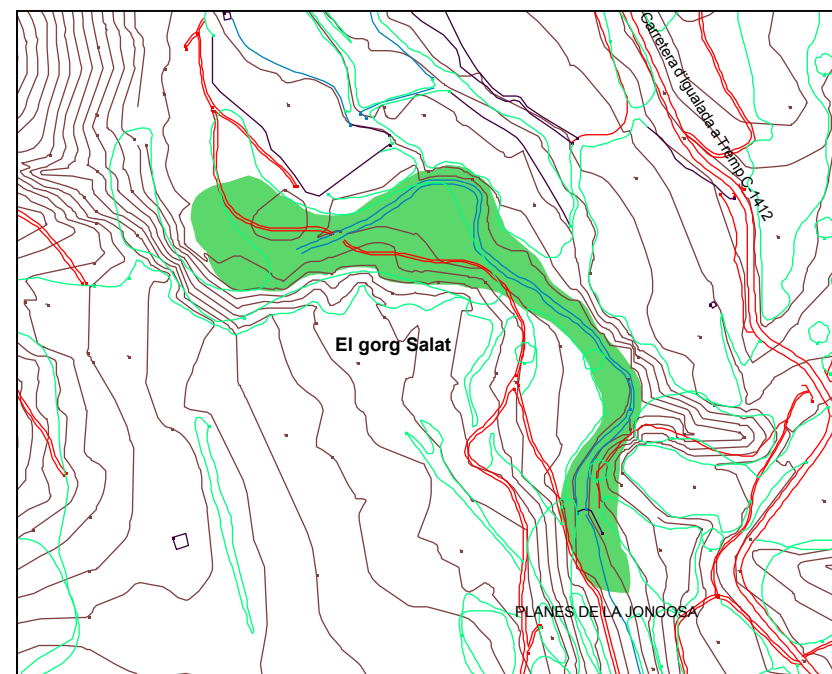 Carretera d'Igualada a Tremp C-1412
El gorg Salat
PLANES DE LA JONCOSA